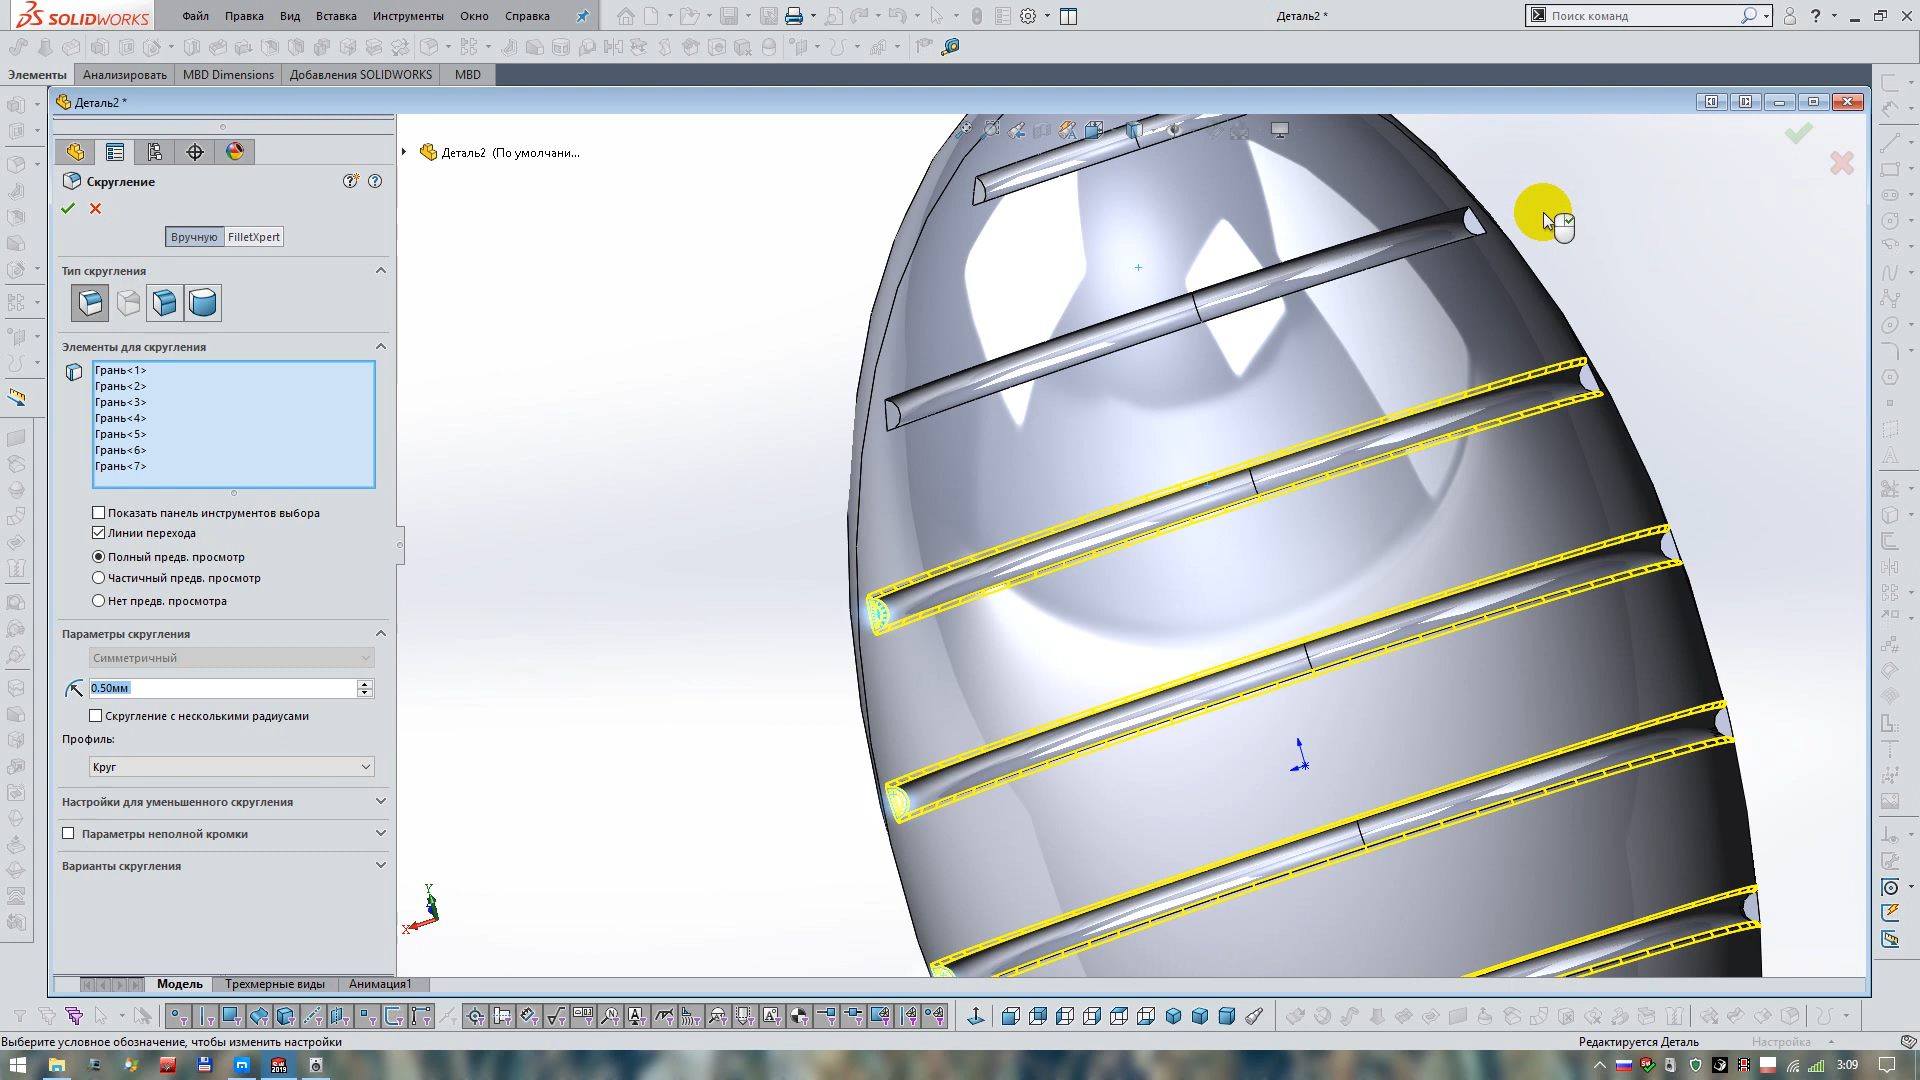 SOLIDWORKS
Файл
Правка
Вид
Вставка
Инструменты
Окно
Справка
Деталь2 *
Поиск команд
Элементы
Анализировать
MBD Dimensions
Добавления SOLIDWORKS
MBD
Деталь2 *
Деталь2 (По умолчани...
Скругление
Вручную
FilletXpert
Тип скругления
Элементы для скругления
Грань<1>
Грань<2>
Грань<3>
Грань<4>
Грань<5>
Грань<6>
Грань<7>
Показать панель инструментов выбора
Линии перехода
Полный предв. просмотр
Частичный предв. просмотр
Нет предв. просмотра
Параметры скругления
Симметричный
0.50мм
Скругление с несколькими радиусами
Профиль:
Круг
Настройки для уменьшенного скругления
Параметры неполной кромки
Варианты скругления
Y
X
Модель
Трехмерные виды
Анимация1
Выберите условное обозначение, чтобы изменить настройки
Редактируется Деталь
Настройка
3:09